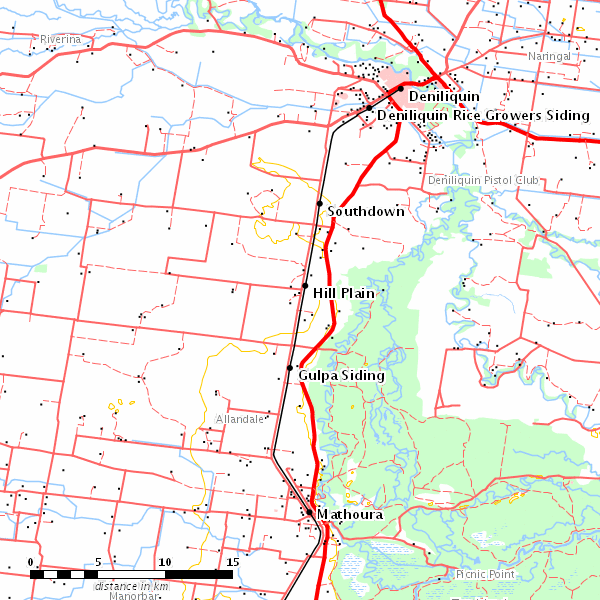 Riverina
Naringal
Deniliquin
Deniliquin Rice Growers Siding
Deniliquin Pistol Club
Southdown
Hill Plain
Gulpa Siding
Allandale
Mathoura
0 5 10 15
distance in km
Picnic Point
Manorbar